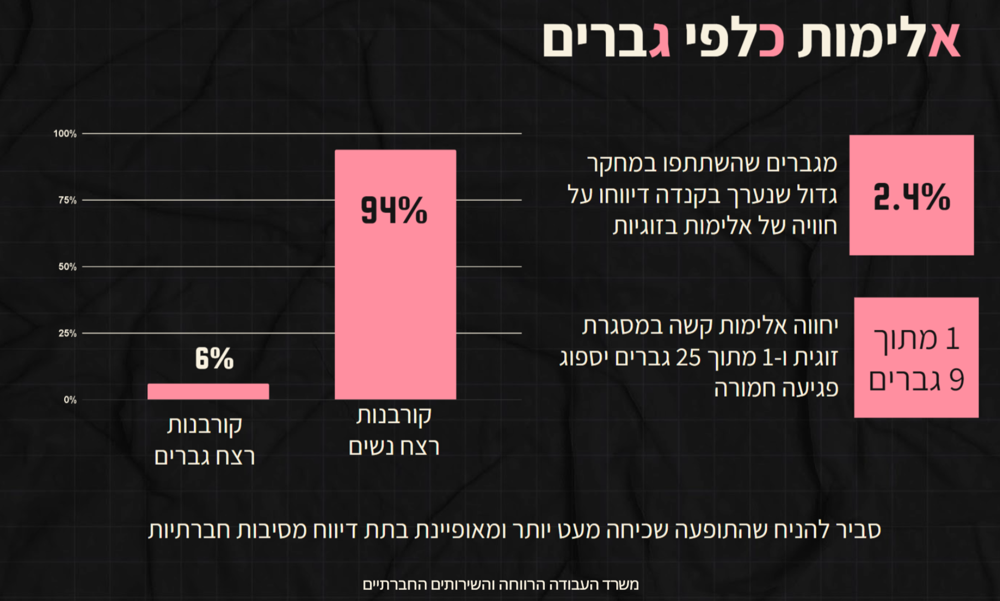 אלימות כלפי גברים
2.4%
מגברים שהשתתפו במחקר
גדול שנערך בקנדה דיווחו על
חוויה של אלימות בזוגיות
1 מתוך
9 גברים
יחווה אלימות קשה במסגרת
זוגית ו-1 מתוך 25 גברים יספוג
פגיעה חמורה
100%
75%
50%
25%
0%
94%
6%
קורבנות
רצח נשים
קורבנות
רצח גברים
סביר להניח שהתופעה שכיחה מעט יותר ומאופיינת בתת דיווח מסיבות חברתיות
משרד העבודה הרווחה והשירותים החברתיים